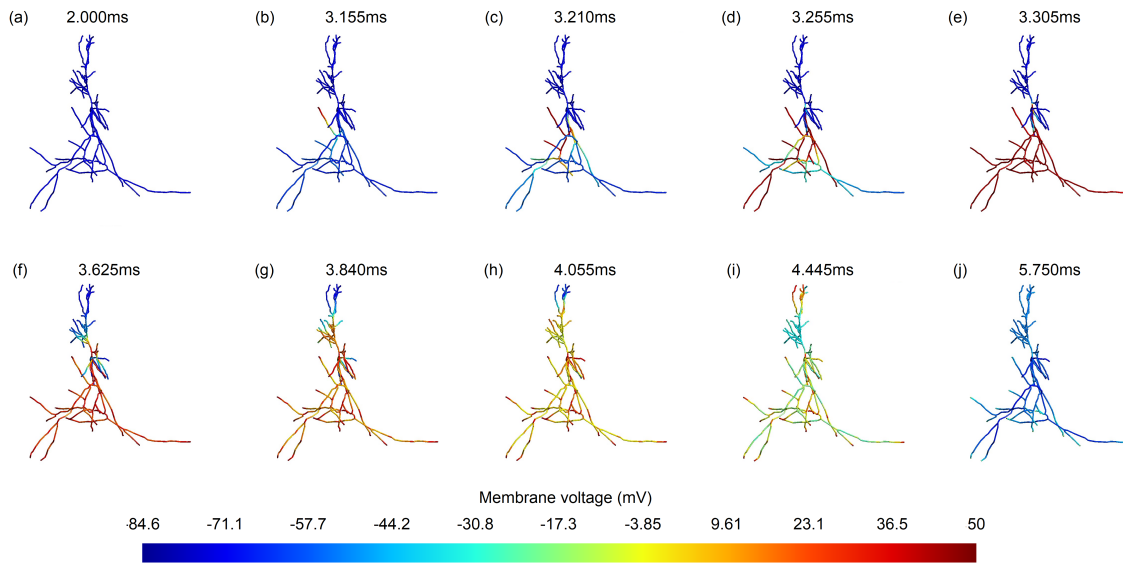 (a) 2.000ms (b) 3.155ms (c) 3.210ms (d) 3.255ms (e) 3.305ms
(f) 3.625ms (g) 3.840ms (h) 4.055ms (i) 4.445ms (j) 5.750ms
Membrane voltage (mV)
-84.6 -71.1 -57.7 -44.2 -30.8 -17.3 -3.85 9.61 23.1 36.5 50